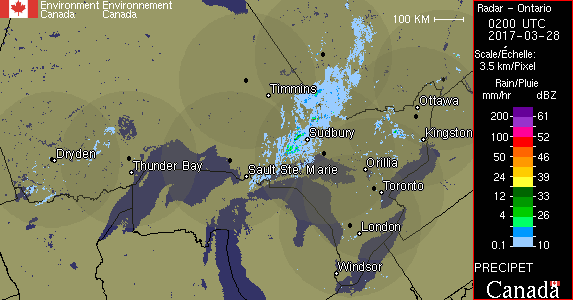 Environment Environnement
Canada Canada
100 KM
Timmins
Ottawa
Sudbury
Kingston
Dryden
Thunder Bay
Sault Ste. Marie
Orillia
Toronto
London
Windsor
Radar - Ontario
0200 UTC
2017-03-28
Scale/Échelle:
3.5 km/Pixel
Rain/Pluie
mm/hr dBZ
200 61
100 52
50 46
24 39
12 33
4 26
0.1 10
PRECIPET
Canada